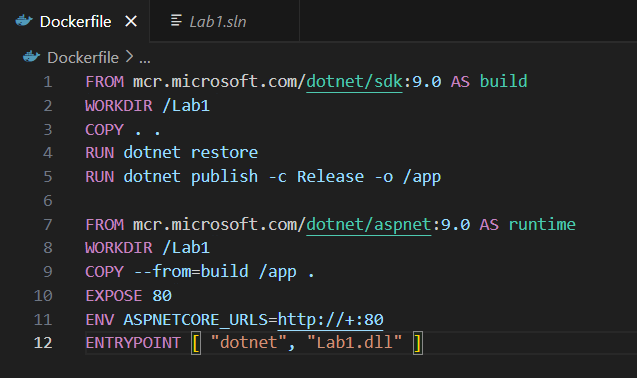 Dockerfile Lab1.sln
Dockerfile > ...
1 FROM mcr.microsoft.com/dotnet/sdk:9.0 AS build
2 WORKDIR /Lab1
3 COPY . .
4 RUN dotnet restore
5 RUN dotnet publish -c Release -o /app
6
7 FROM mcr.microsoft.com/dotnet/aspnet:9.0 AS runtime
8 WORKDIR /Lab1
9 COPY --from=build /app .
10 EXPOSE 80
11 ENV ASPNETCORE_URLS=http://+:80
12 ENTRYPOINT [ "dotnet", "Lab1.dll" ]